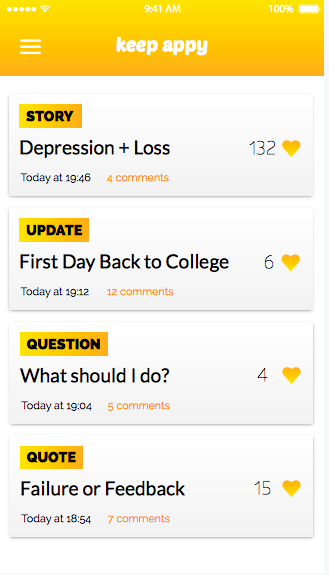 9:41 AM 100%
keep appy
STORY
Depression + Loss 132
Today at 19:46 4 comments
UPDATE
First Day Back to College 6
Today at 19:12 12 comments
QUESTION
What should I do? 4
Today at 19:04 5 comments
QUOTE
Failure or Feedback 15
Today at 18:54 7 comments